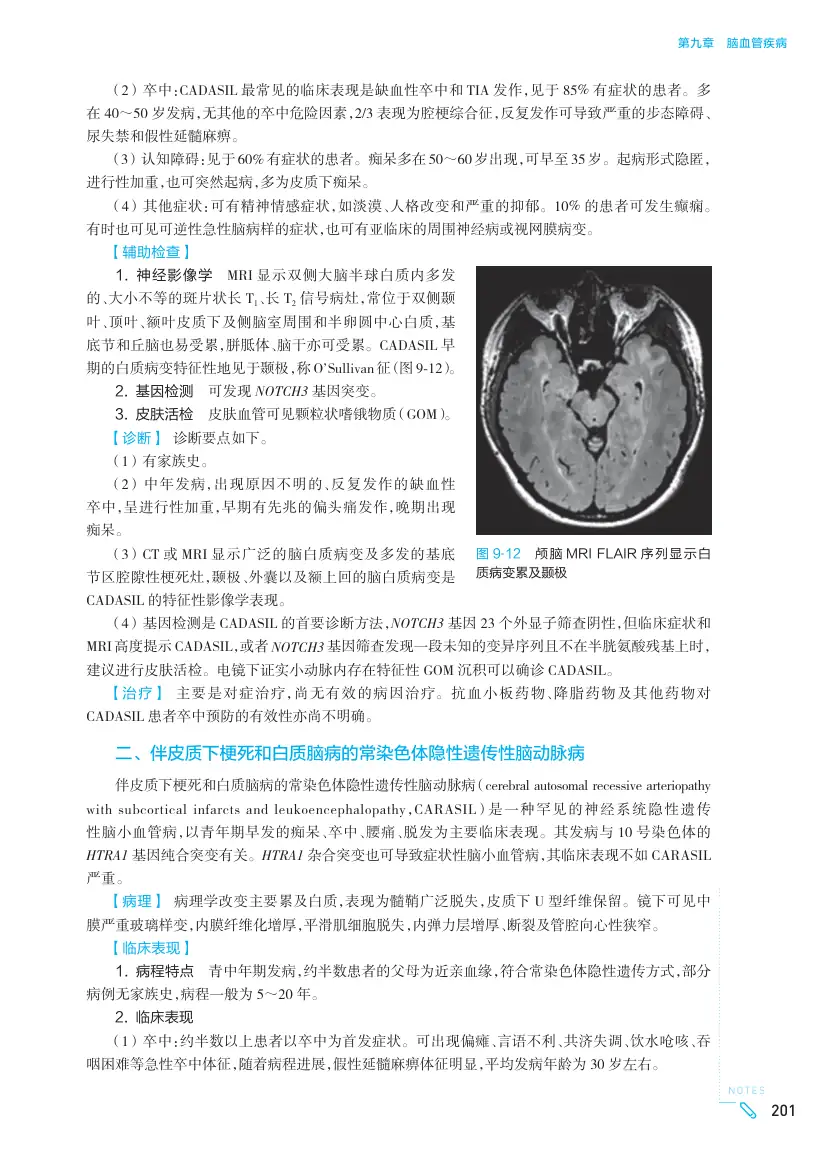 第九章 脑血管疾病
（2）卒中：CADASIL 最常见的临床表现是缺血性卒中和 TIA 发作，见于 85% 有症状的患者。多
在 40～50 岁发病，无其他的卒中危险因素，2/3 表现为腔梗综合征，反复发作可导致严重的步态障碍、
尿失禁和假性延髓麻痹。
（3）认知障碍：见于60% 有症状的患者。痴呆多在 50～60 岁出现，可早至 35 岁。起病形式隐匿，
进行性加重，也可突然起病，多为皮质下痴呆。
（4）其他症状：可有精神情感症状，如淡漠、人格改变和严重的抑郁。10% 的患者可发生癫痫。
有时也可见可逆性急性脑病样的症状，也可有亚临床的周围神经病或视网膜病变。
【辅助检查】
1. 神经影像学 MRI 显示双侧大脑半球白质内多发
的、大小不等的斑片状长 T₁、长 T₂ 信号病灶，常位于双侧颞
叶、顶叶、额叶皮质下及侧脑室周围和半卵圆中心白质，基
底节和丘脑也易受累，胼胝体、脑干亦可受累。CADASIL 早
期的白质病变特征性地见于颞极，称 O’Sullivan 征（图 9-12）。
2. 基因检测 可发现 NOTCH3 基因突变。
3. 皮肤活检 皮肤血管可见颗粒状嗜锇物质（GOM）。
【诊断】 诊断要点如下。
（1）有家族史。
（2）中年发病，出现原因不明的、反复发作的缺血性
卒中，呈进行性加重，早期有先兆的偏头痛发作，晚期出现
痴呆。
（3）CT 或 MRI 显示广泛的脑白质病变及多发的基底
节区腔隙性梗死灶，颞极、外囊以及额上回的脑白质病变是
CADASIL 的特征性影像学表现。
图 9-12 颅脑 MRI FLAIR 序列显示白
质病变累及颞极
（4）基因检测是 CADASIL 的首要诊断方法，NOTCH3 基因 23 个外显子筛查阴性，但临床症状和
MRI 高度提示 CADASIL，或者 NOTCH3 基因筛查发现一段未知的变异序列且不在半胱氨酸残基上时，
建议进行皮肤活检。电镜下证实小动脉内存在特征性 GOM 沉积可以确诊 CADASIL。
【治疗】 主要是对症治疗，尚无有效的病因治疗。抗血小板药物、降脂药物及其他药物对
CADASIL 患者卒中预防的有效性亦尚不明确。
二、伴皮质下梗死和白质脑病的常染色体隐性遗传性脑动脉病
伴皮质下梗死和白质脑病的常染色体隐性遗传性脑动脉病（cerebral autosomal recessive arteriopathy
with subcortical infarcts and leukoencephalopathy，CARASIL）是一种罕见的神经系统隐性遗传
性脑小血管病，以青年期早发的痴呆、卒中、腰痛、脱发为主要临床表现。其发病与 10 号染色体的
HTRA1 基因纯合突变有关。HTRA1 杂合突变也可导致症状性脑小血管病，其临床表现不如 CARASIL
严重。
【病理】 病理学改变主要累及白质，表现为髓鞘广泛脱失，皮质下 U 型纤维保留。镜下可见中
膜严重玻璃样变，内膜纤维化增厚，平滑肌细胞脱失，内弹力层增厚、断裂及管腔向心性狭窄。
【临床表现】
1. 病程特点 青中年期发病，约半数患者的父母为近亲血缘，符合常染色体隐性遗传方式，部分
病例无家族史，病程一般为 5～20 年。
2. 临床表现
（1）卒中：约半数以上患者以卒中为首发症状。可出现偏瘫、言语不利、共济失调、饮水呛咳、吞
咽困难等急性卒中体征，随着病程进展，假性延髓麻痹体征明显，平均发病年龄为 30 岁左右。
NOTES
201